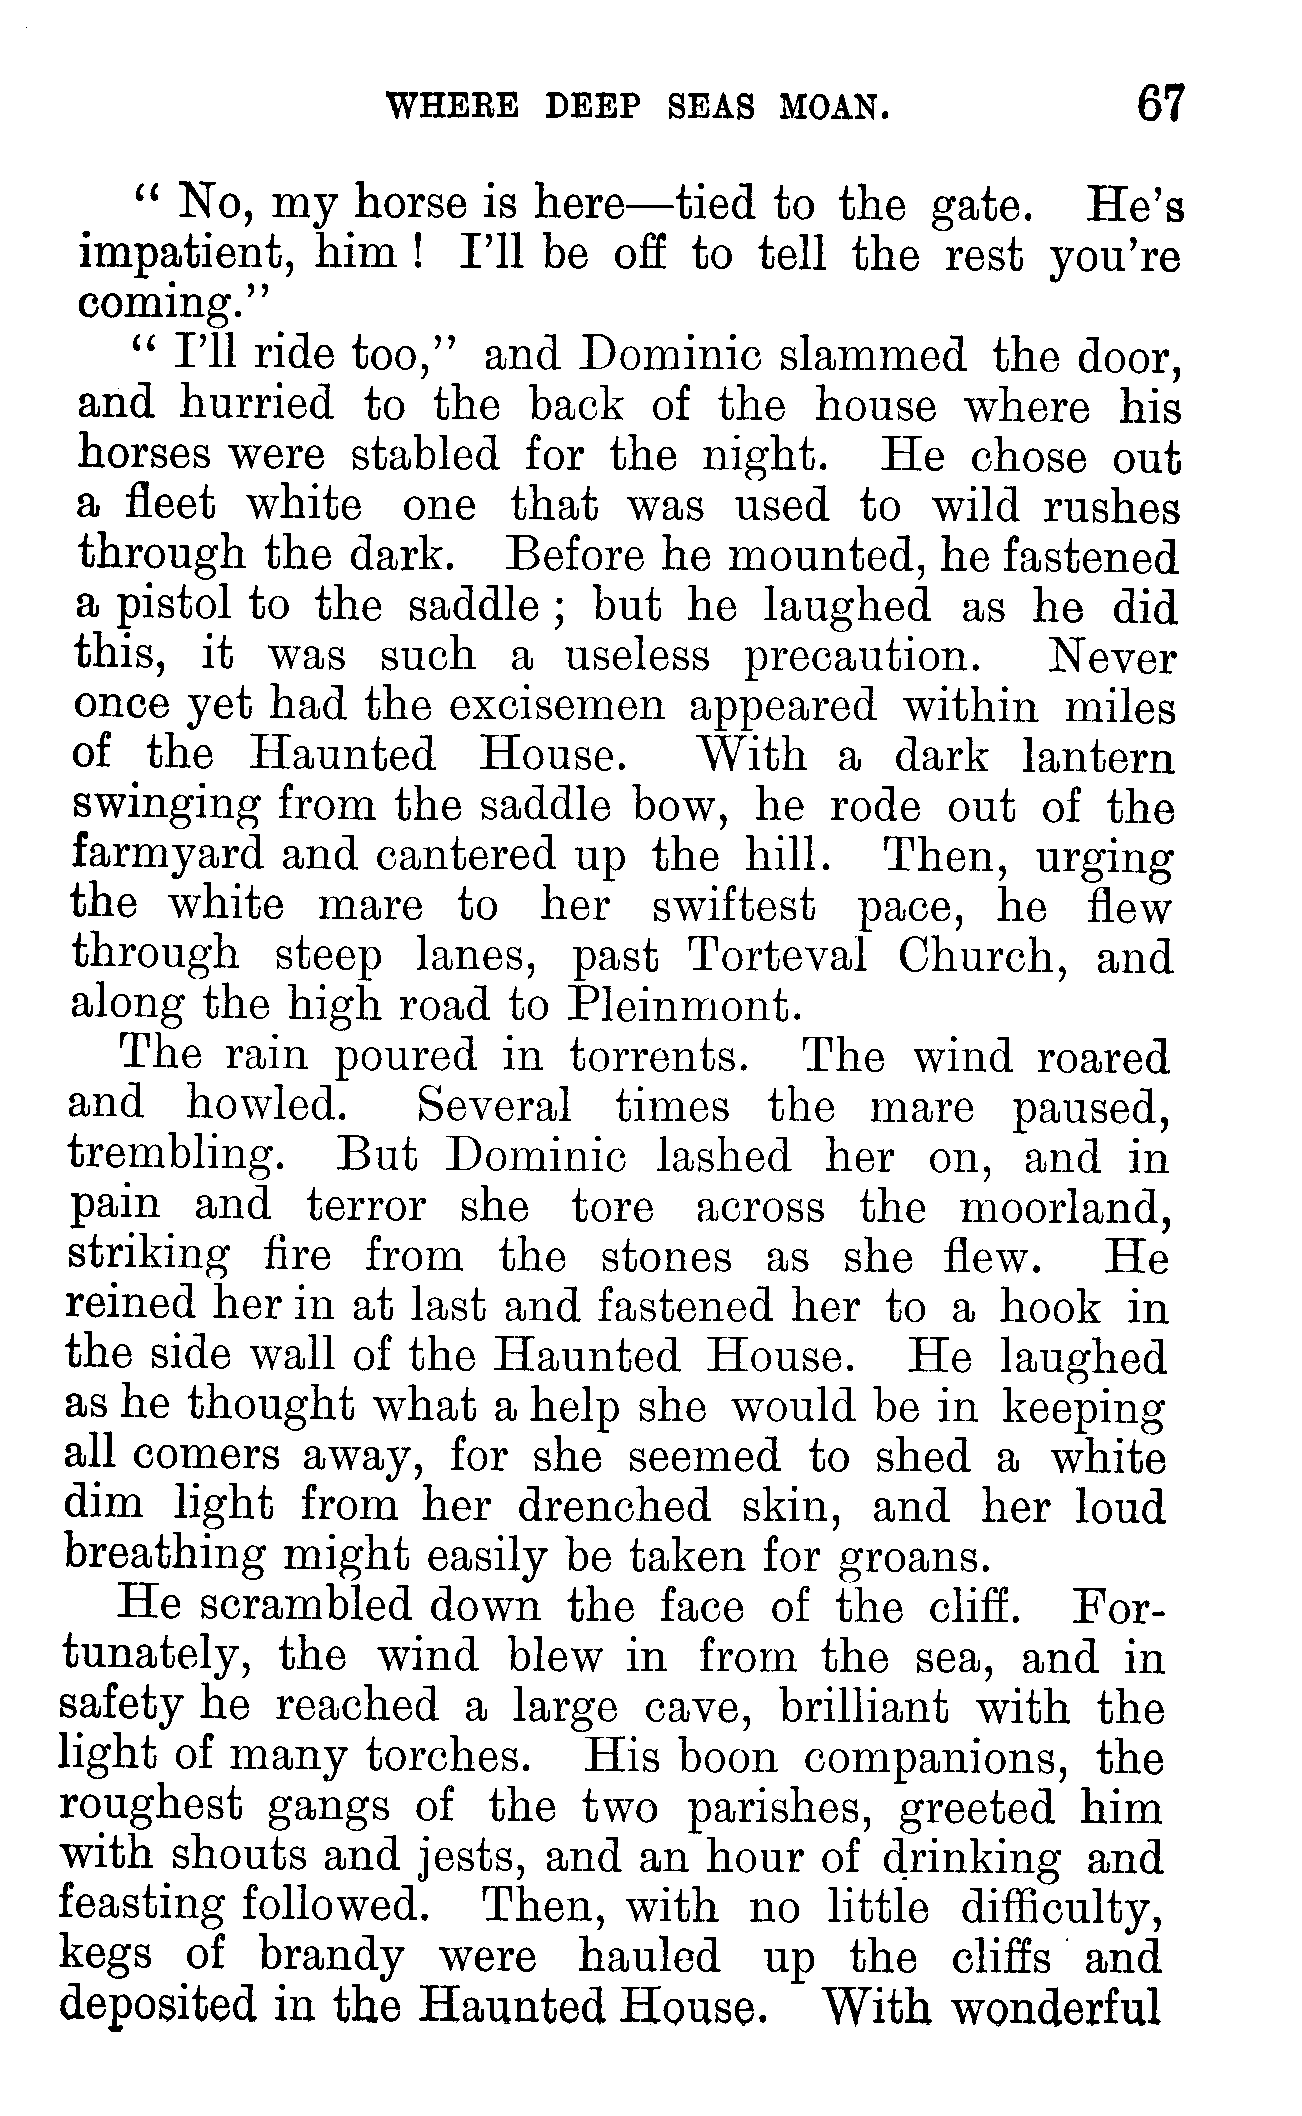 WHERE DEEP SEAS MOAN. 67
“ No, my horse is here—tied to the gate. He’s
impatient, him ! I’ll be off to tell the rest you’re
coming.”
“ I’ll ride too,” and Dominic slammed the door,
and hurried to the back of the house where his
horses were stabled for the night. He chose out
a fleet white one that was used to wild rushes
through the dark. Before he mounted, he fastened
a pistol to the saddle ; but he laughed as he did
this, it was such a useless precaution. Never
once yet had the excisemen appeared within miles
of the Haunted House. With a dark lantern
swinging from the saddle bow, he rode out of the
farmyard and cantered up the hill. Then, urging
the white mare to her swiftest pace, he flew
through steep lanes, past Torteval Church, and
along the high road to Pleinmont.
The rain poured in torrents. The wind roared
and howled. Several times the mare paused,
trembling. But Dominic lashed her on, and in
pain and terror she tore across the moorland,
striking fire from the stones as she flew. He
reined her in at last and fastened her to a hook in
the side wall of the Haunted House. He laughed
as he thought what a help she would be in keeping
all comers away, for she seemed to shed a white
dim light from her drenched skin, and her loud
breathing might easily be taken for groans.
He scrambled down the face of the cliff. For-
tunately, the wind blew in from the sea, and in
safety he reached a large cave, brilliant with the
light of many torches. His boon companions, the
roughest gangs of the two parishes, greeted him
with shouts and jests, and an hour of drinking and
feasting followed. Then, with no little difficulty,
kegs of brandy were hauled up the cliffs and
deposited in the Haunted House. With wonderful